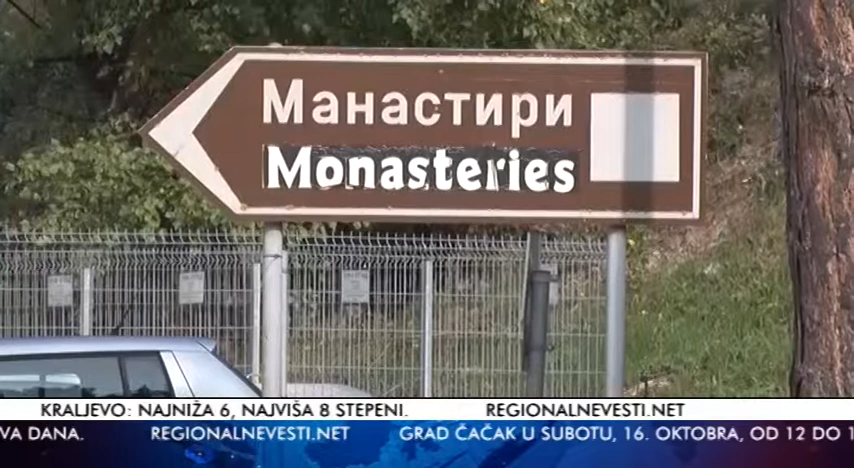 Манастири
Monasteries
KRALJEVO: NAJNIŽA 6, NAJVIŠA 8 STEPENI. REGIONALNEVESTI.NET
VA DANA. REGIONALNEVESTI.NET GRAD ČAČAK U SUBOTU, 16. OKTOBRA, OD 12 DO